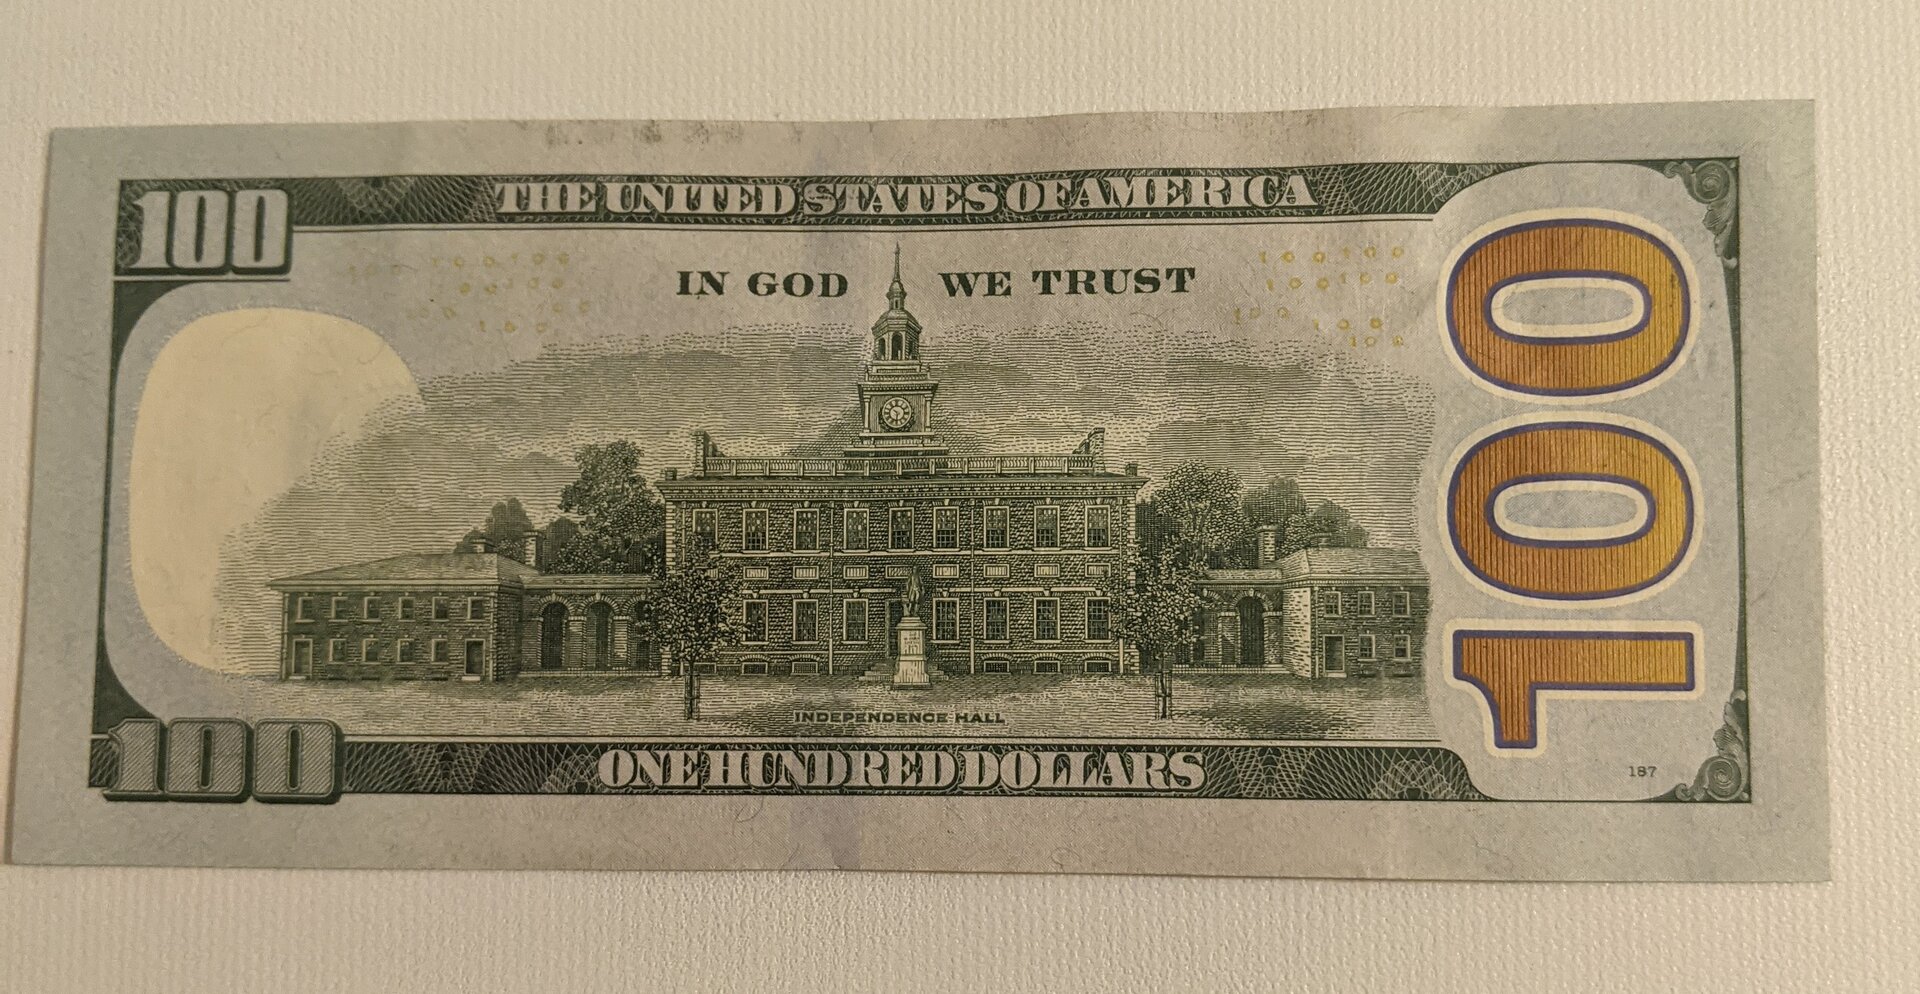 100
THE UNITED STATES OF AMERICA
IN GOD WE TRUST
100
INDEPENDENCE HALL
100
ONE HUNDRED DOLLARS
187